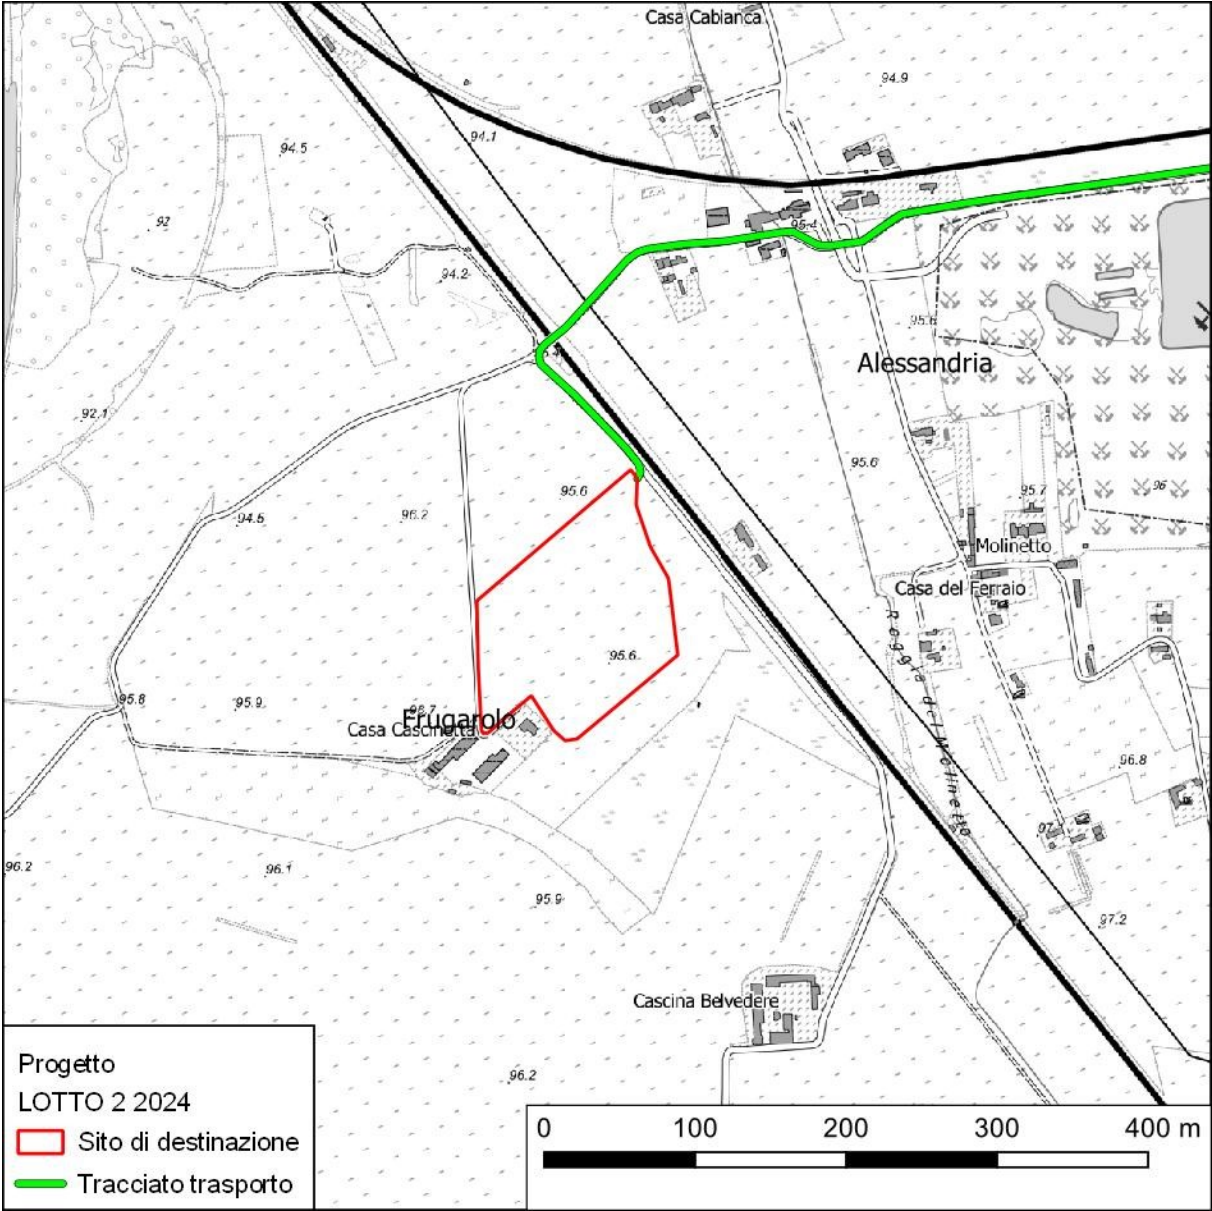 Casa Cabianca
94.9
94.1
94.5
92
95.4
94.2
95.6
Alessandria
92.1
95.6
95.6
95.7
96
94.5
96.2
Molinetto
Casa del Ferraio
Roggia del Molinetto
95.6
95.8
95.9
Frugarolo
Casa Cascinetta
96.8
97
96.2
96.1
95.9
97.2
Cascina Belvedere
96.2
Progetto
LOTTO 2 2024
Sito di destinazione
Tracciato trasporto
0 100 200 300 400 m